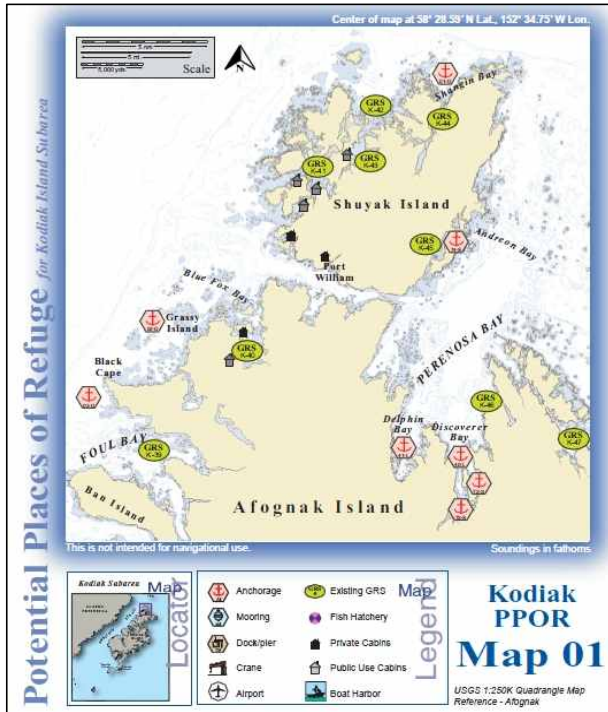 Potential Places of Refuge for Kodiak Island Subarea
Center of map at 58° 28.59' N Lat., 152° 34.75' W Lon.
5 nm
5 mi
Scale
N
Shangin Bay
GRS
K-42
GRS
K-44
GRS
K-41
GRS
K-43
Shuyak Island
GRS
K-45
Andreon Bay
Port
William
Blue Fox Bay
Grassy
Island
GRS
K-40
Black
Cape
PERENOSA BAY
GRS
K-46
GRS
K-47
Delphin
Bay
Discoverer
Bay
FOUL BAY
GRS
K-39
Ban Island
Afognak Island
This is not intended for navigational use.
Soundings in fathoms
Kodiak Subarea
Map
Locator
Anchorage
Mooring
Dock/pier
Crane
Airport
Existing GRS
Fish Hatchery
Private Cabins
Public Use Cabins
Boat Harbor
Map
Legend
Kodiak
PPOR
Map 01
USGS 1:250K Quadrangle Map
Reference - Afognak